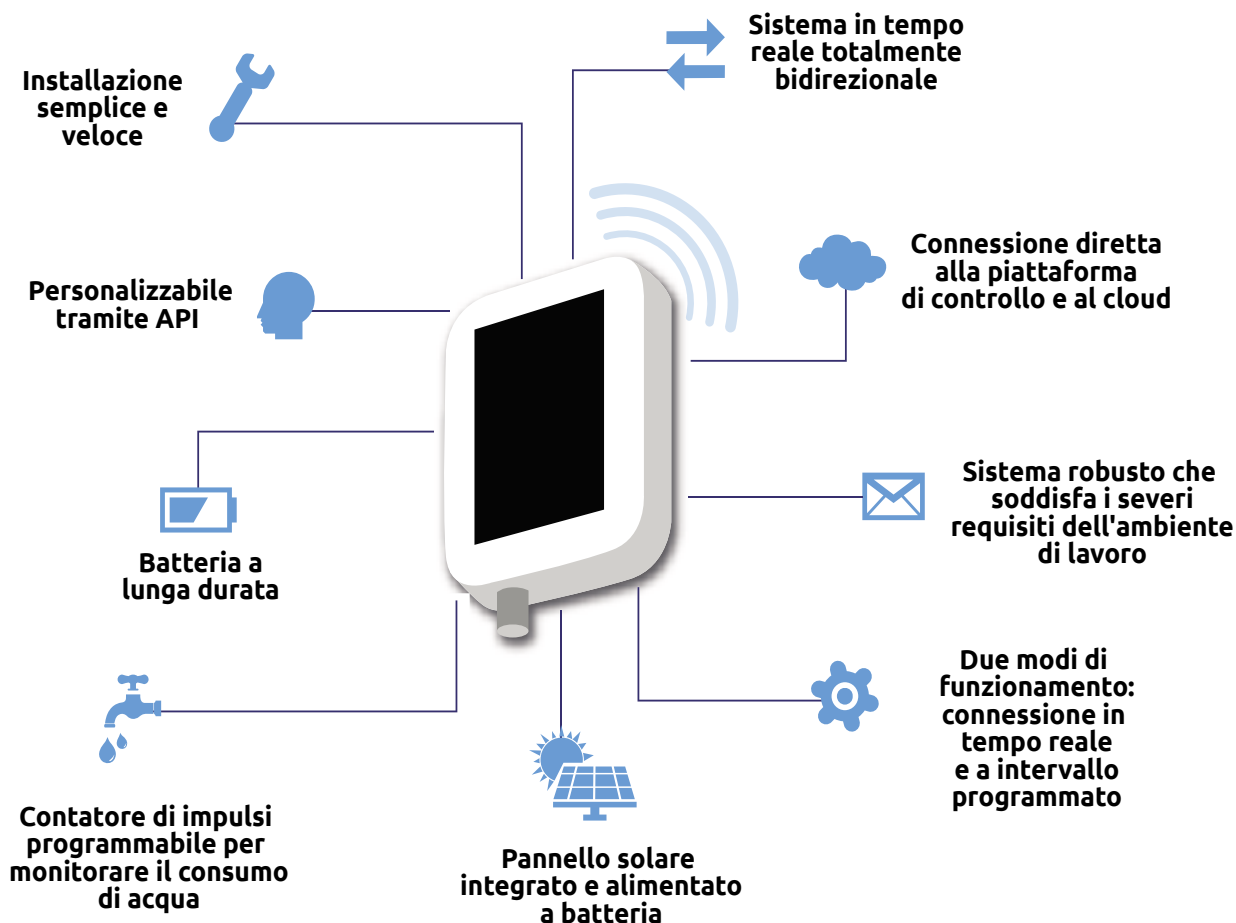 Sistema in tempo
reale totalmente
bidirezionale
Installazione
semplice e
veloce
Connessione diretta
alla piattaforma
di controllo e al cloud
Personalizzabile
tramite API
Sistema robusto che
soddisfa i severi
requisiti dell'ambiente
di lavoro
Batteria a
lunga durata
Due modi di
funzionamento:
connessione in
tempo reale
e a intervallo
programmato
Contatore di impulsi
programmabile per
monitorare il consumo
di acqua
Pannello solare
integrato e alimentato
a batteria